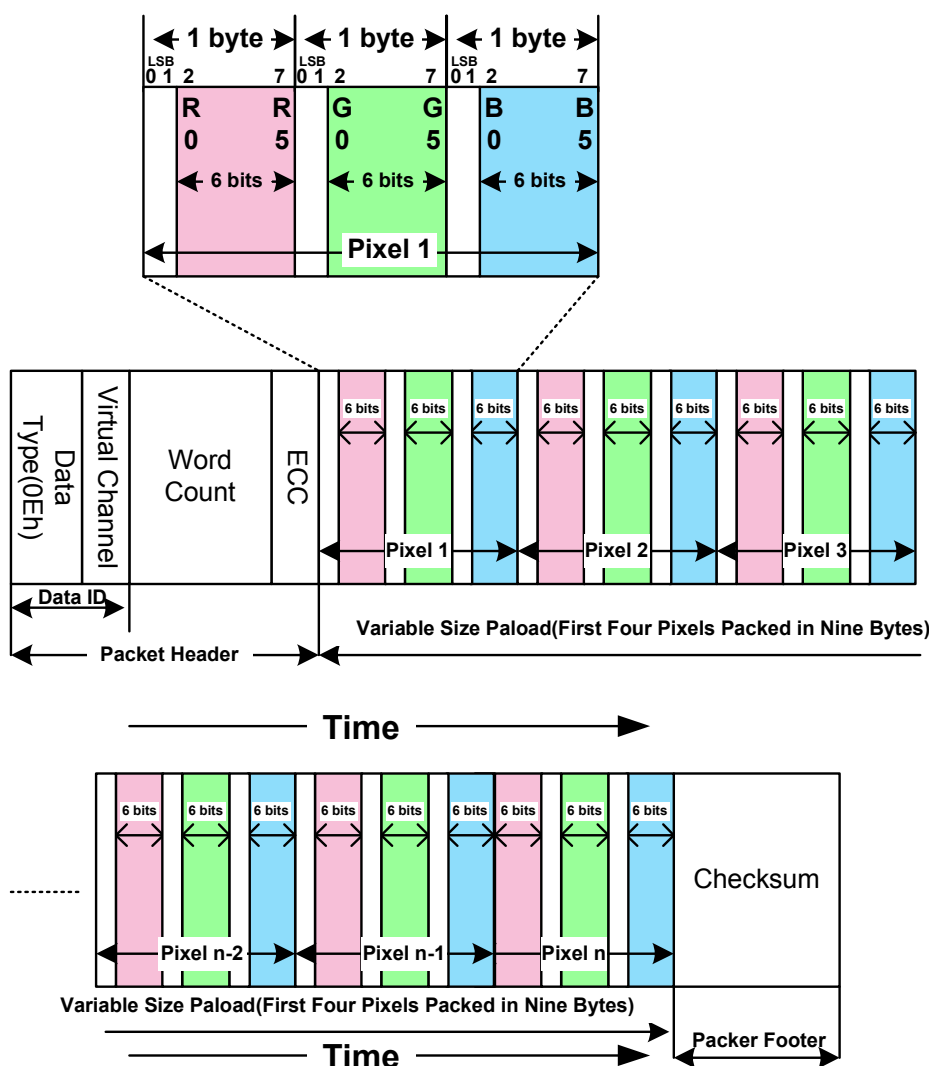 1 byte 1 byte 1 byte
LSB LSB LSB
0 1 2 7 0 1 2 7 0 1 2 7
R R G G B B
0 5 0 5 0 5
6 bits 6 bits 6 bits
Pixel 1
Data Type(0Eh)
Virtual Channel
Word Count
ECC
6 bits 6 bits 6 bits 6 bits 6 bits 6 bits 6 bits 6 bits 6 bits
Pixel 1 Pixel 2 Pixel 3
Data ID
Variable Size Paload(First Four Pixels Packed in Nine Bytes)
Packet Header
Time
6 bits 6 bits 6 bits 6 bits 6 bits 6 bits 6 bits 6 bits 6 bits
Checksum
Pixel n-2 Pixel n-1 Pixel n
Variable Size Paload(First Four Pixels Packed in Nine Bytes)
Packer Footer
Time